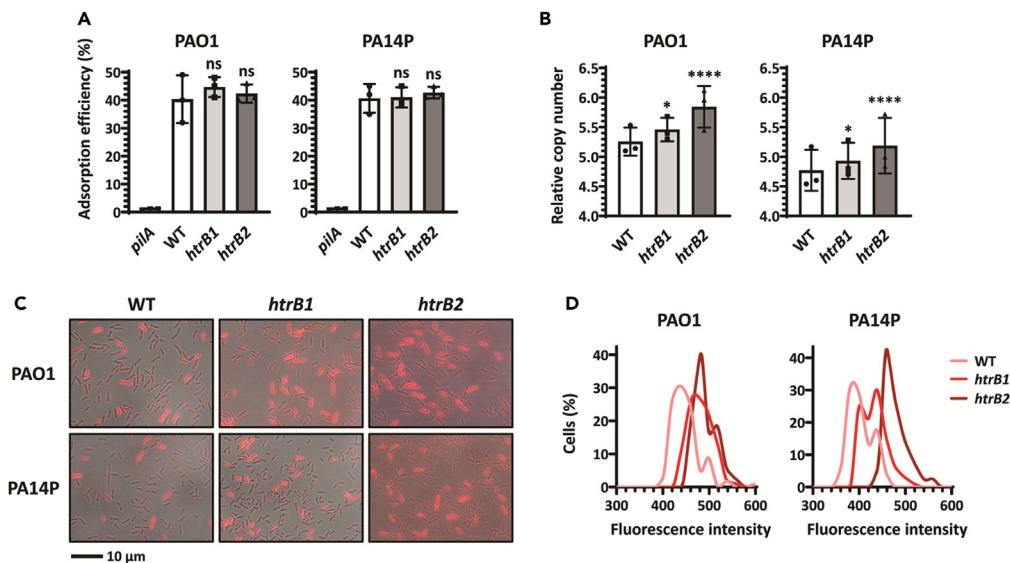 A
PAO1
PA14P
Adsorption efficiency (%)
50
40
30
20
10
0
ns
ns
pilA
WT
htrB1
htrB2
50
40
30
20
10
0
ns
ns
pilA
WT
htrB1
htrB2
B
PAO1
PA14P
Relative copy number
6.5
6.0
5.5
5.0
4.5
4.0
*
****
WT
htrB1
htrB2
6.5
6.0
5.5
5.0
4.5
4.0
*
****
WT
htrB1
htrB2
C
WT
htrB1
htrB2
PAO1
PA14P
10 µm
D
PAO1
PA14P
Cells (%)
40
30
20
10
0
300
400
500
600
Fluorescence intensity
40
30
20
10
0
300
400
500
600
Fluorescence intensity
WT
htrB1
htrB2